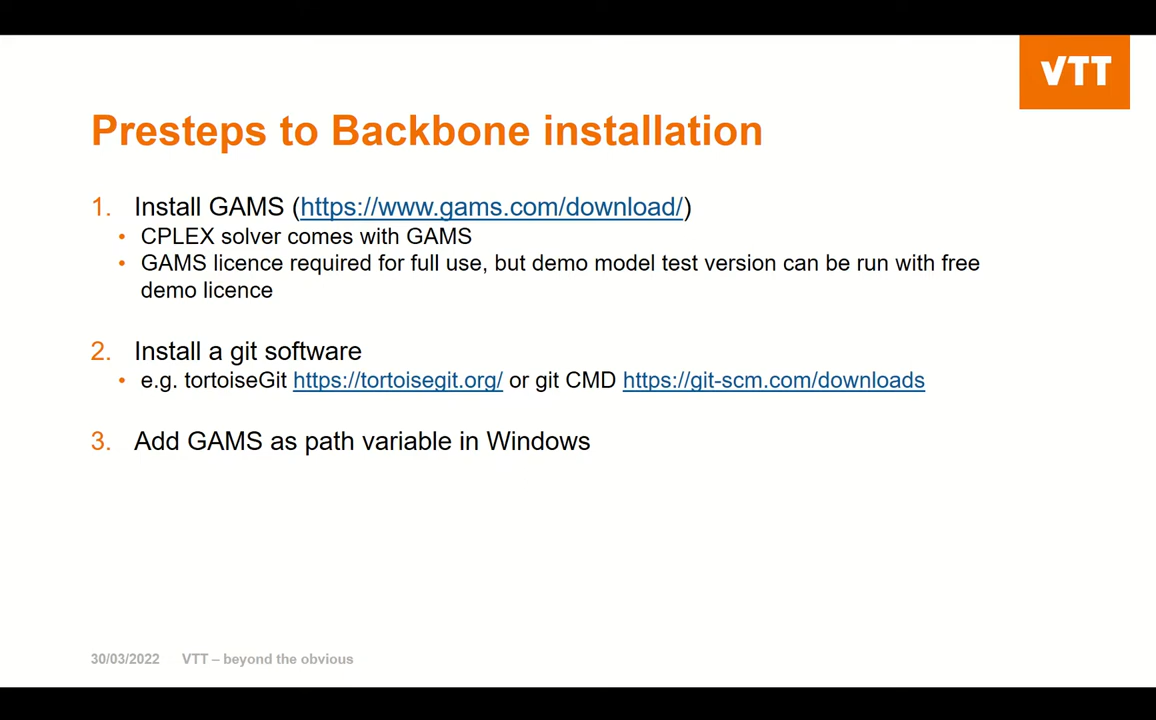 VTT
Presteps to Backbone installation
1. Install GAMS (https://www.gams.com/download/)
• CPLEX solver comes with GAMS
• GAMS licence required for full use, but demo model test version can be run with free
demo licence
2. Install a git software
• e.g. tortoiseGit https://tortoisegit.org/ or git CMD https://git-scm.com/downloads
3. Add GAMS as path variable in Windows
30/03/2022 VTT – beyond the obvious